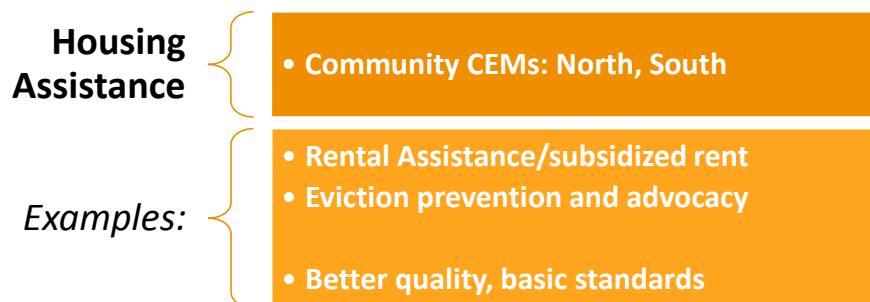 Housing
Assistance
• Community CEMs: North, South
Examples:
• Rental Assistance/subsidized rent
• Eviction prevention and advocacy
• Better quality, basic standards